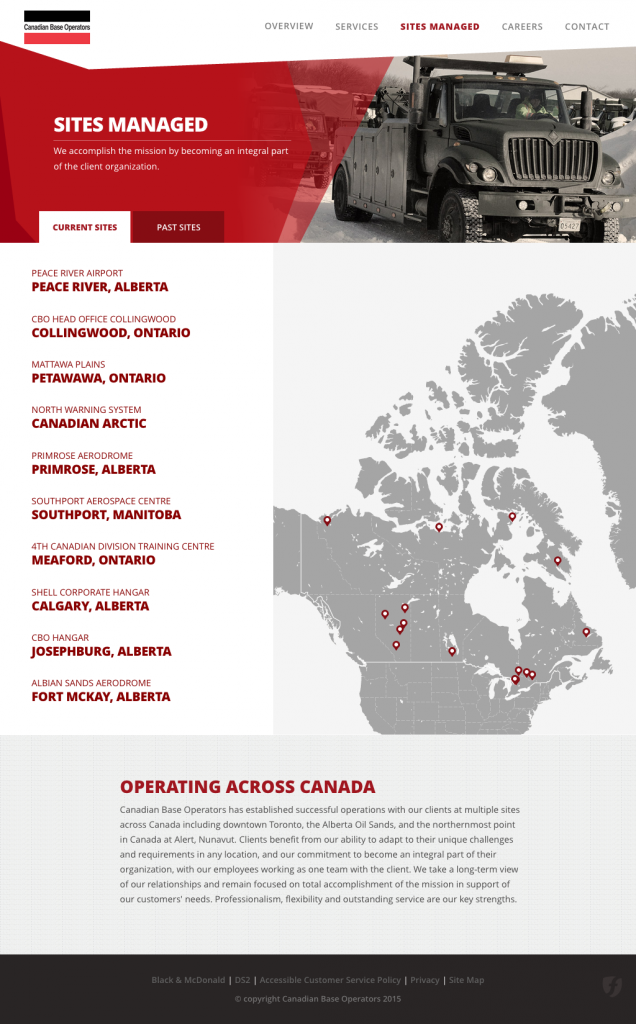 Canadian Base Operators
OVERVIEW SERVICES SITES MANAGED CAREERS CONTACT
SITES MANAGED
We accomplish the mission by becoming an integral part
of the client organization.
05427
CURRENT SITES PAST SITES
PEACE RIVER AIRPORT
PEACE RIVER, ALBERTA
CBO HEAD OFFICE COLLINGWOOD
COLLINGWOOD, ONTARIO
MATTAWA PLAINS
PETAWAWA, ONTARIO
NORTH WARNING SYSTEM
CANADIAN ARCTIC
PRIMROSE AERODROME
PRIMROSE, ALBERTA
SOUTHPORT AEROSPACE CENTRE
SOUTHPORT, MANITOBA
4TH CANADIAN DIVISION TRAINING CENTRE
MEAFORD, ONTARIO
SHELL CORPORATE HANGAR
CALGARY, ALBERTA
CBO HANGAR
JOSEPHBURG, ALBERTA
ALBIAN SANDS AERODROME
FORT MCKAY, ALBERTA
OPERATING ACROSS CANADA
Canadian Base Operators has established successful operations with our clients at multiple sites
across Canada including downtown Toronto, the Alberta Oil Sands, and the northernmost point
in Canada at Alert, Nunavut. Clients benefit from our ability to adapt to their unique challenges
and requirements in any location, and our commitment to become an integral part of their
organization, with our employees working as one team with the client. We take a long-term view
of our relationships and remain focused on total accomplishment of the mission in support of
our customers' needs. Professionalism, flexibility and outstanding service are our key strengths.
Black & McDonald | DS2 | Accessible Customer Service Policy | Privacy | Site Map
© copyright Canadian Base Operators 2015